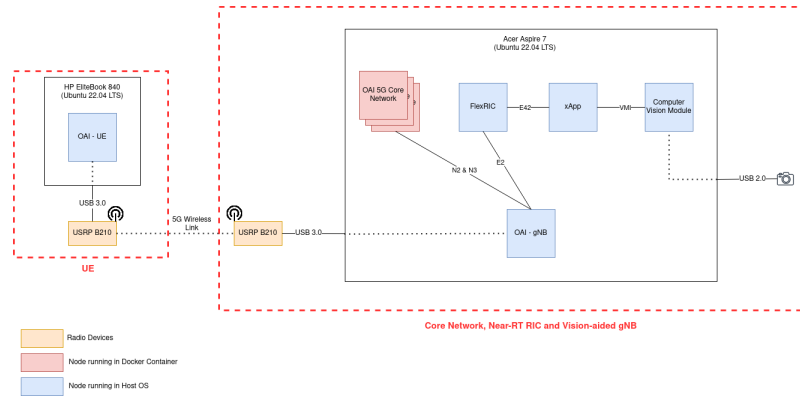 Acer Aspire 7
(Ubuntu 22.04 LTS)
HP EliteBook 840
(Ubuntu 22.04 LTS)
OAI 5G Core
Network
FlexRIC
E42
xApp
VMI
Computer
Vision Module
OAI - UE
E2
N2 & N3
USB 2.0
USB 3.0
5G Wireless
Link
USRP B210
USRP B210
USB 3.0
OAI - gNB
UE
Core Network, Near-RT RIC and Vision-aided gNB
Radio Devices
Node running in Docker Container
Node running in Host OS